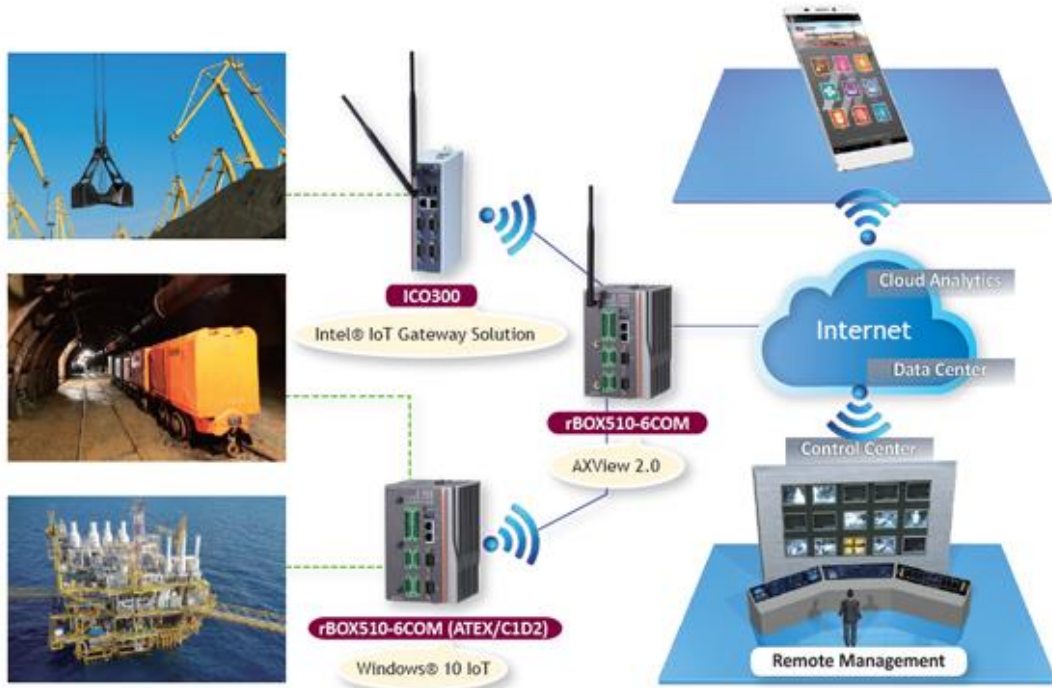 ICO300
Intel® IoT Gateway Solution
rBOX510-6COM
AXView 2.0
rBOX510-6COM (ATEX/C1D2)
Windows® 10 IoT
Cloud Analytics
Internet
Data Center
Control Center
Remote Management